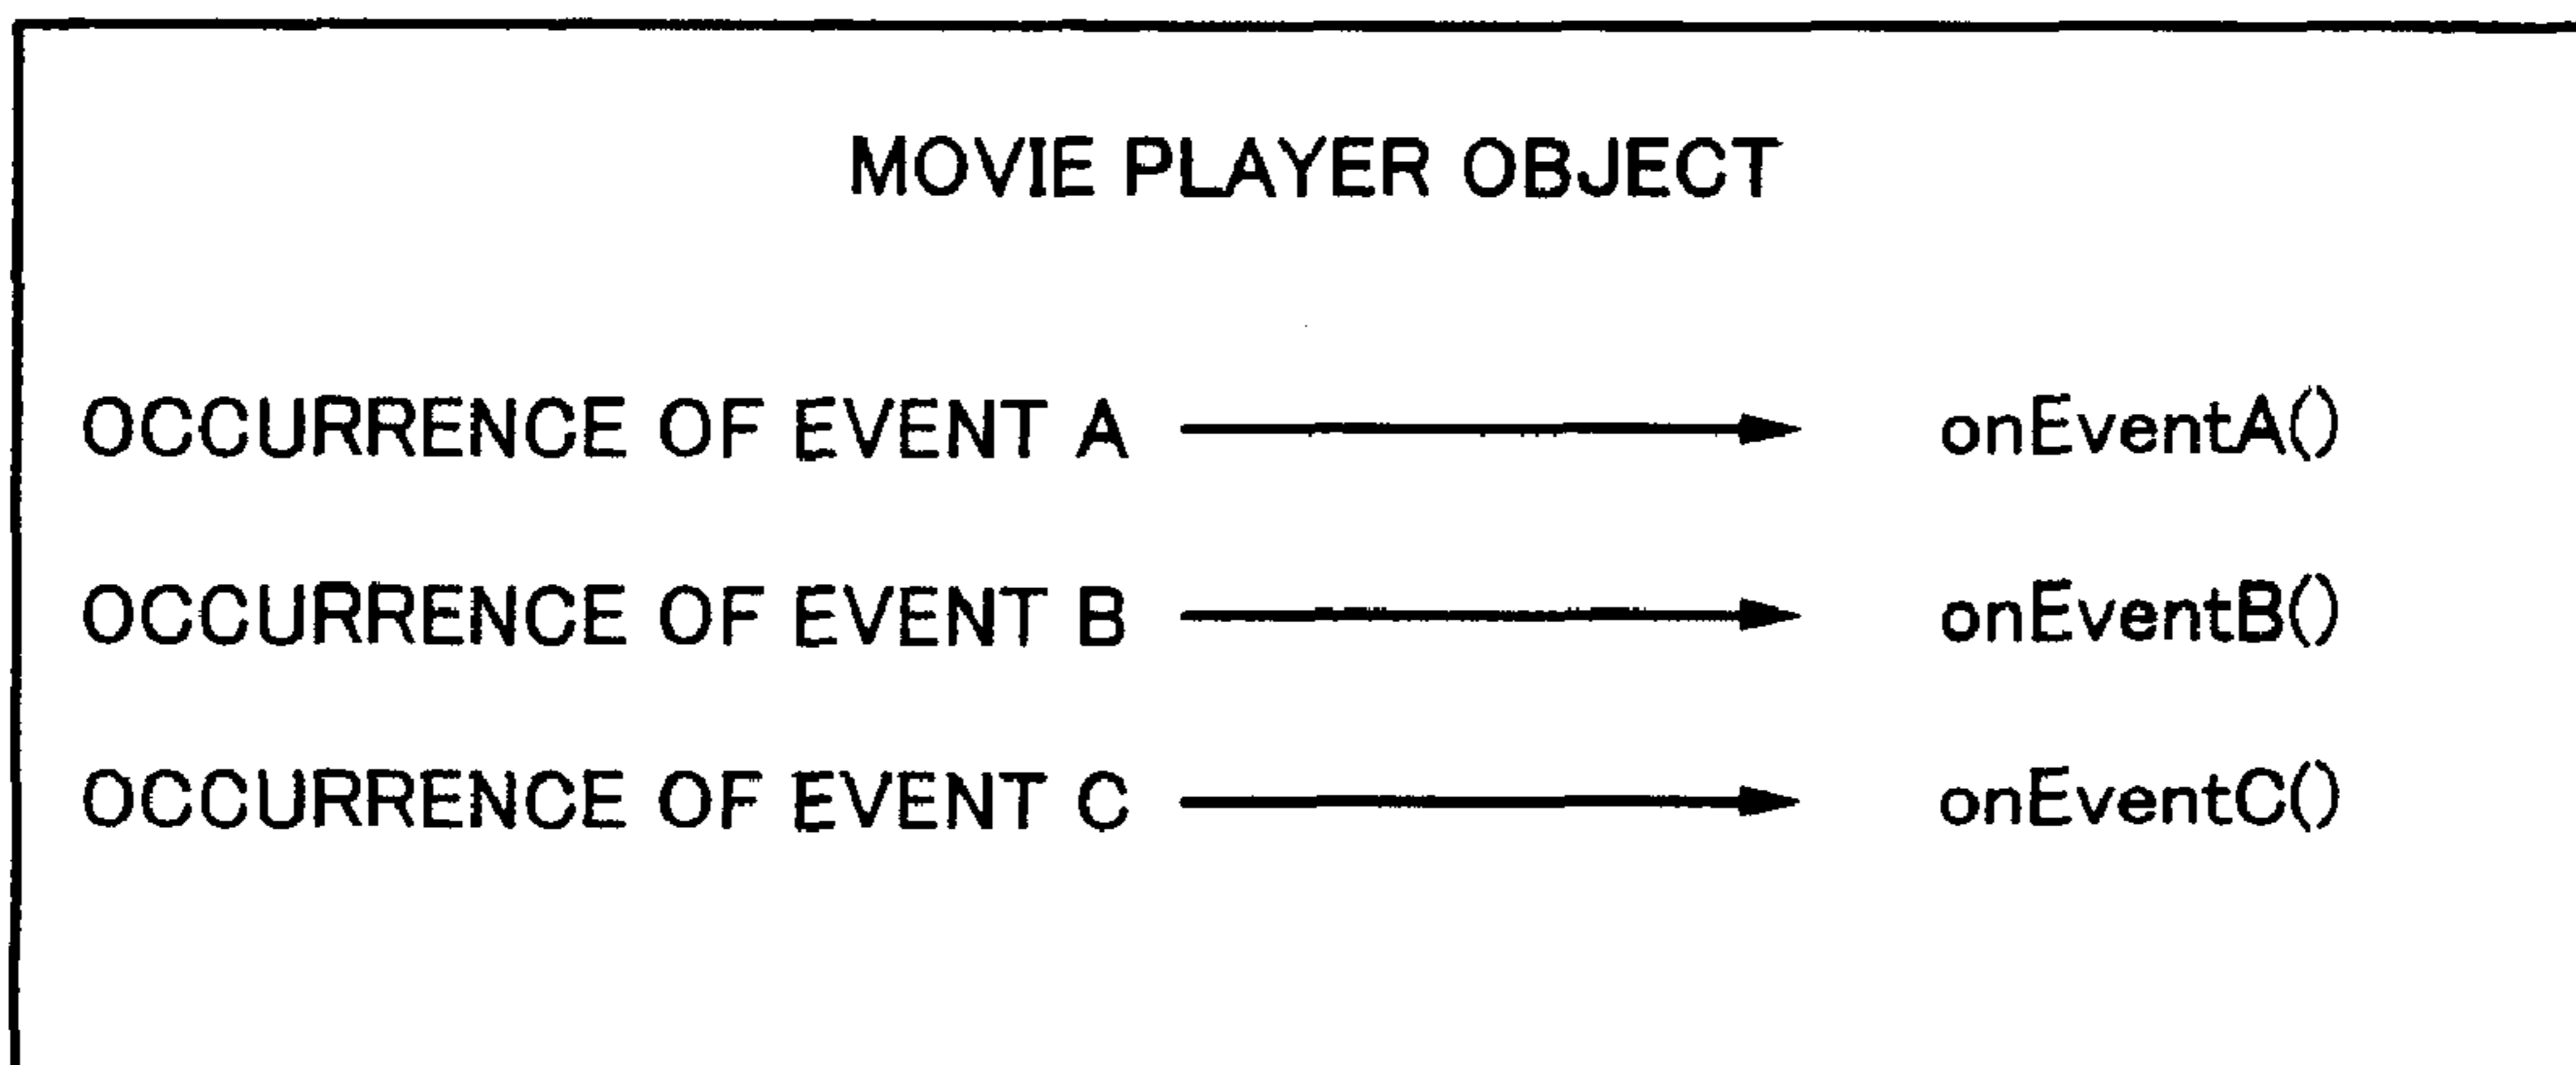 MOVIE PLAYER OBJECT
OCCURRENCE OF EVENT A onEventA()
OCCURRENCE OF EVENT B onEventB()
OCCURRENCE OF EVENT C onEventC()